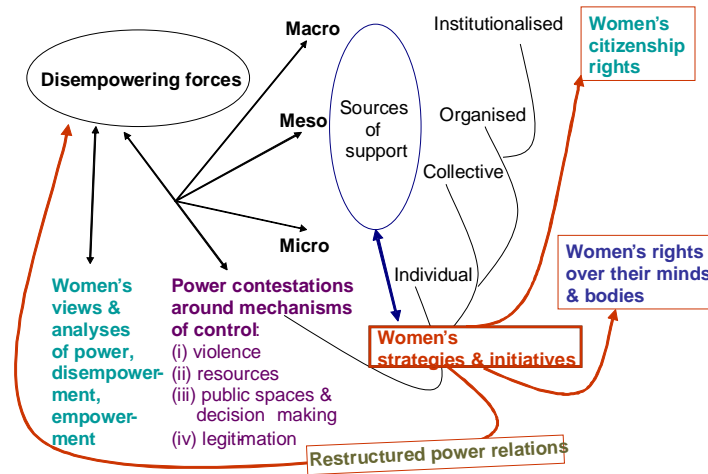 Macro
Institutionalised
Women's
citizenship
rights
Disempowering forces
Meso
Sources
of
support
Organised
Collective
Micro
Individual
Women's rights
over their minds
& bodies
Women's
views &
analyses
of power,
disempower-
ment,
empower-
ment
Power contestations
around mechanisms
of control:
(i) violence
(ii) resources
(iii) public spaces &
decision making
(iv) legitimation
Women's
strategies & initiatives
Restructured power relations